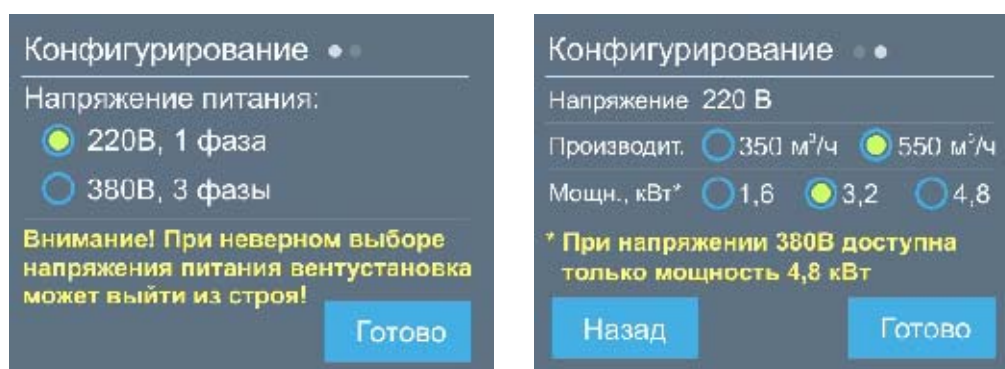 Конфигурирование
Напряжение питания:
220В, 1 фаза
380В, 3 фазы
Внимание! При неверном выборе
напряжения питания вентустановка
может выйти из строя!
Готово
Конфигурирование
Напряжение 220 В
Производит. 350 м³/ч 550 м³/ч
Мощн., кВт* 1,6 3,2 4,8
* При напряжении 380В доступна
только мощность 4,8 кВт
Назад Готово